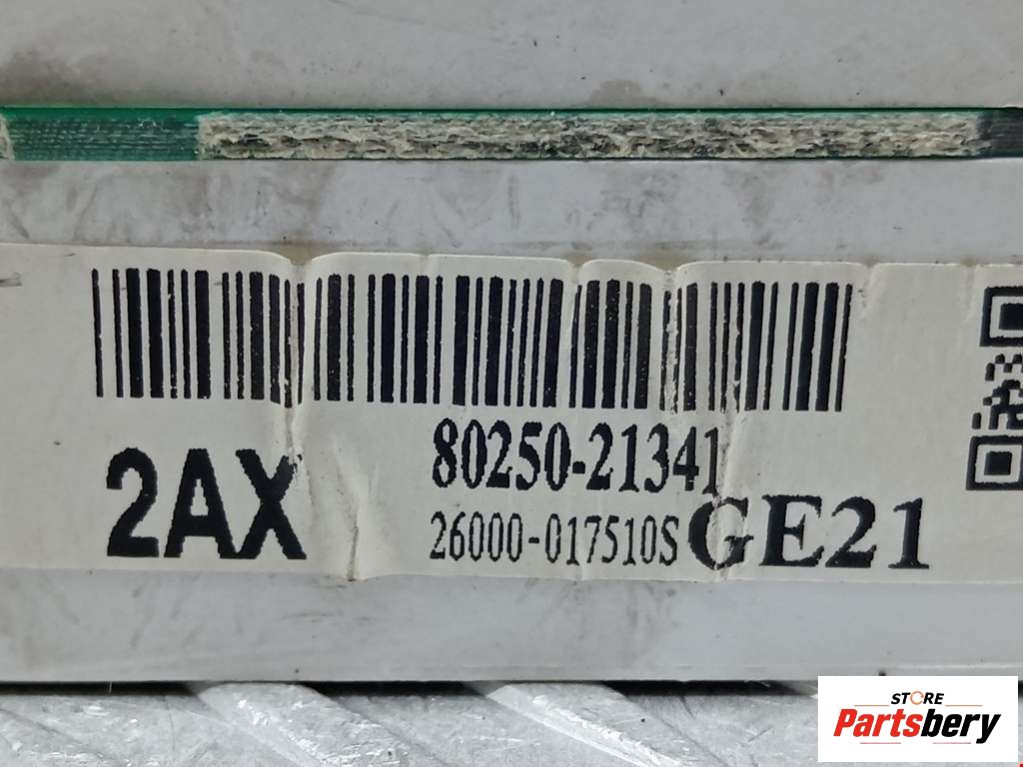 80250-21341
2AX
26000-017510S GE21
STORE
Partsbery